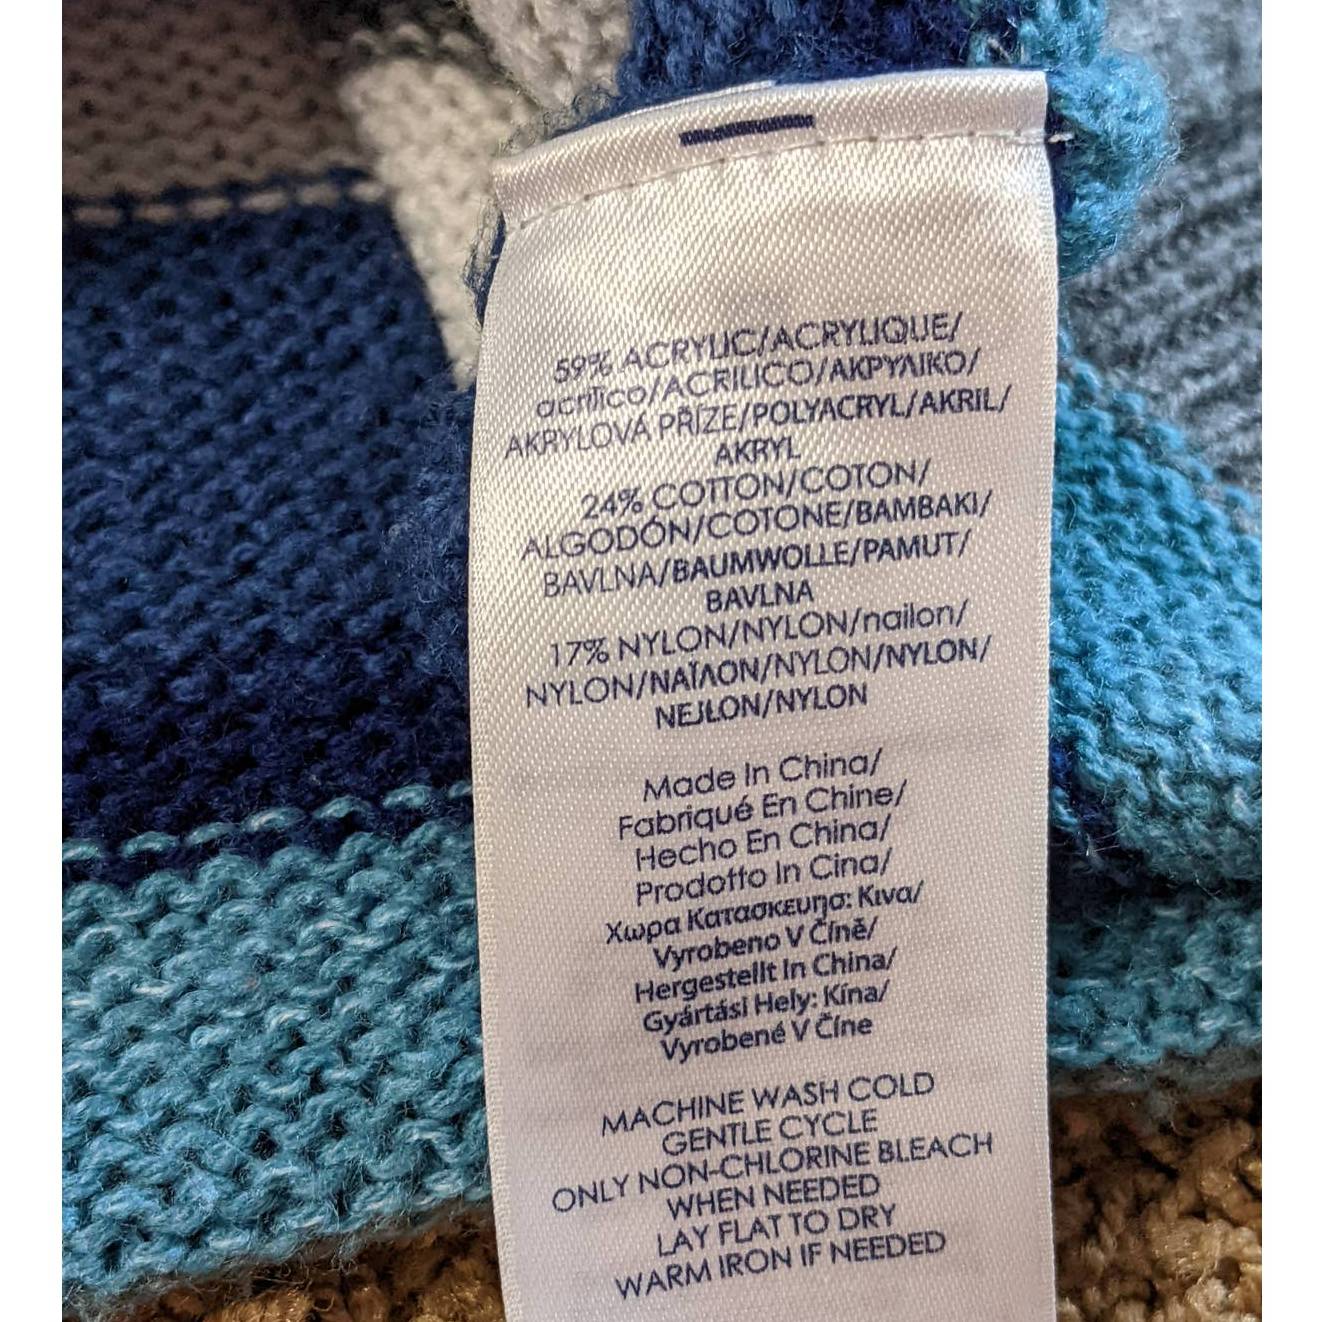 59% ACRYLIC/ACRYLIQUE/
acrílico/ACRILICO/ΑΚΡΥΛΙΚΟ/
AKRYLOVÁ PŘÍZE/POLYACRYL/AKRIL/
AKRYL
24% COTTON/COTON/
ALGODÓN/COTONE/BAMBAKI/
BAVLNA/BAUMWOLLE/PAMUT/
BAVLNA
17% NYLON/NYLON/nailon/
NYLON/ΝΑΪΛΟΝ/NYLON/NYLON/
NEJLON/NYLON
Made In China/
Fabriqué En Chine/
Hecho En China/
Prodotto In Cina/
Χωρα Κατασκευησ: Κινα/
Vyrobeno V Číně/
Hergestellt In China/
Gyártási Hely: Kína/
Vyrobené V Číne
MACHINE WASH COLD
GENTLE CYCLE
ONLY NON-CHLORINE BLEACH
WHEN NEEDED
LAY FLAT TO DRY
WARM IRON IF NEEDED